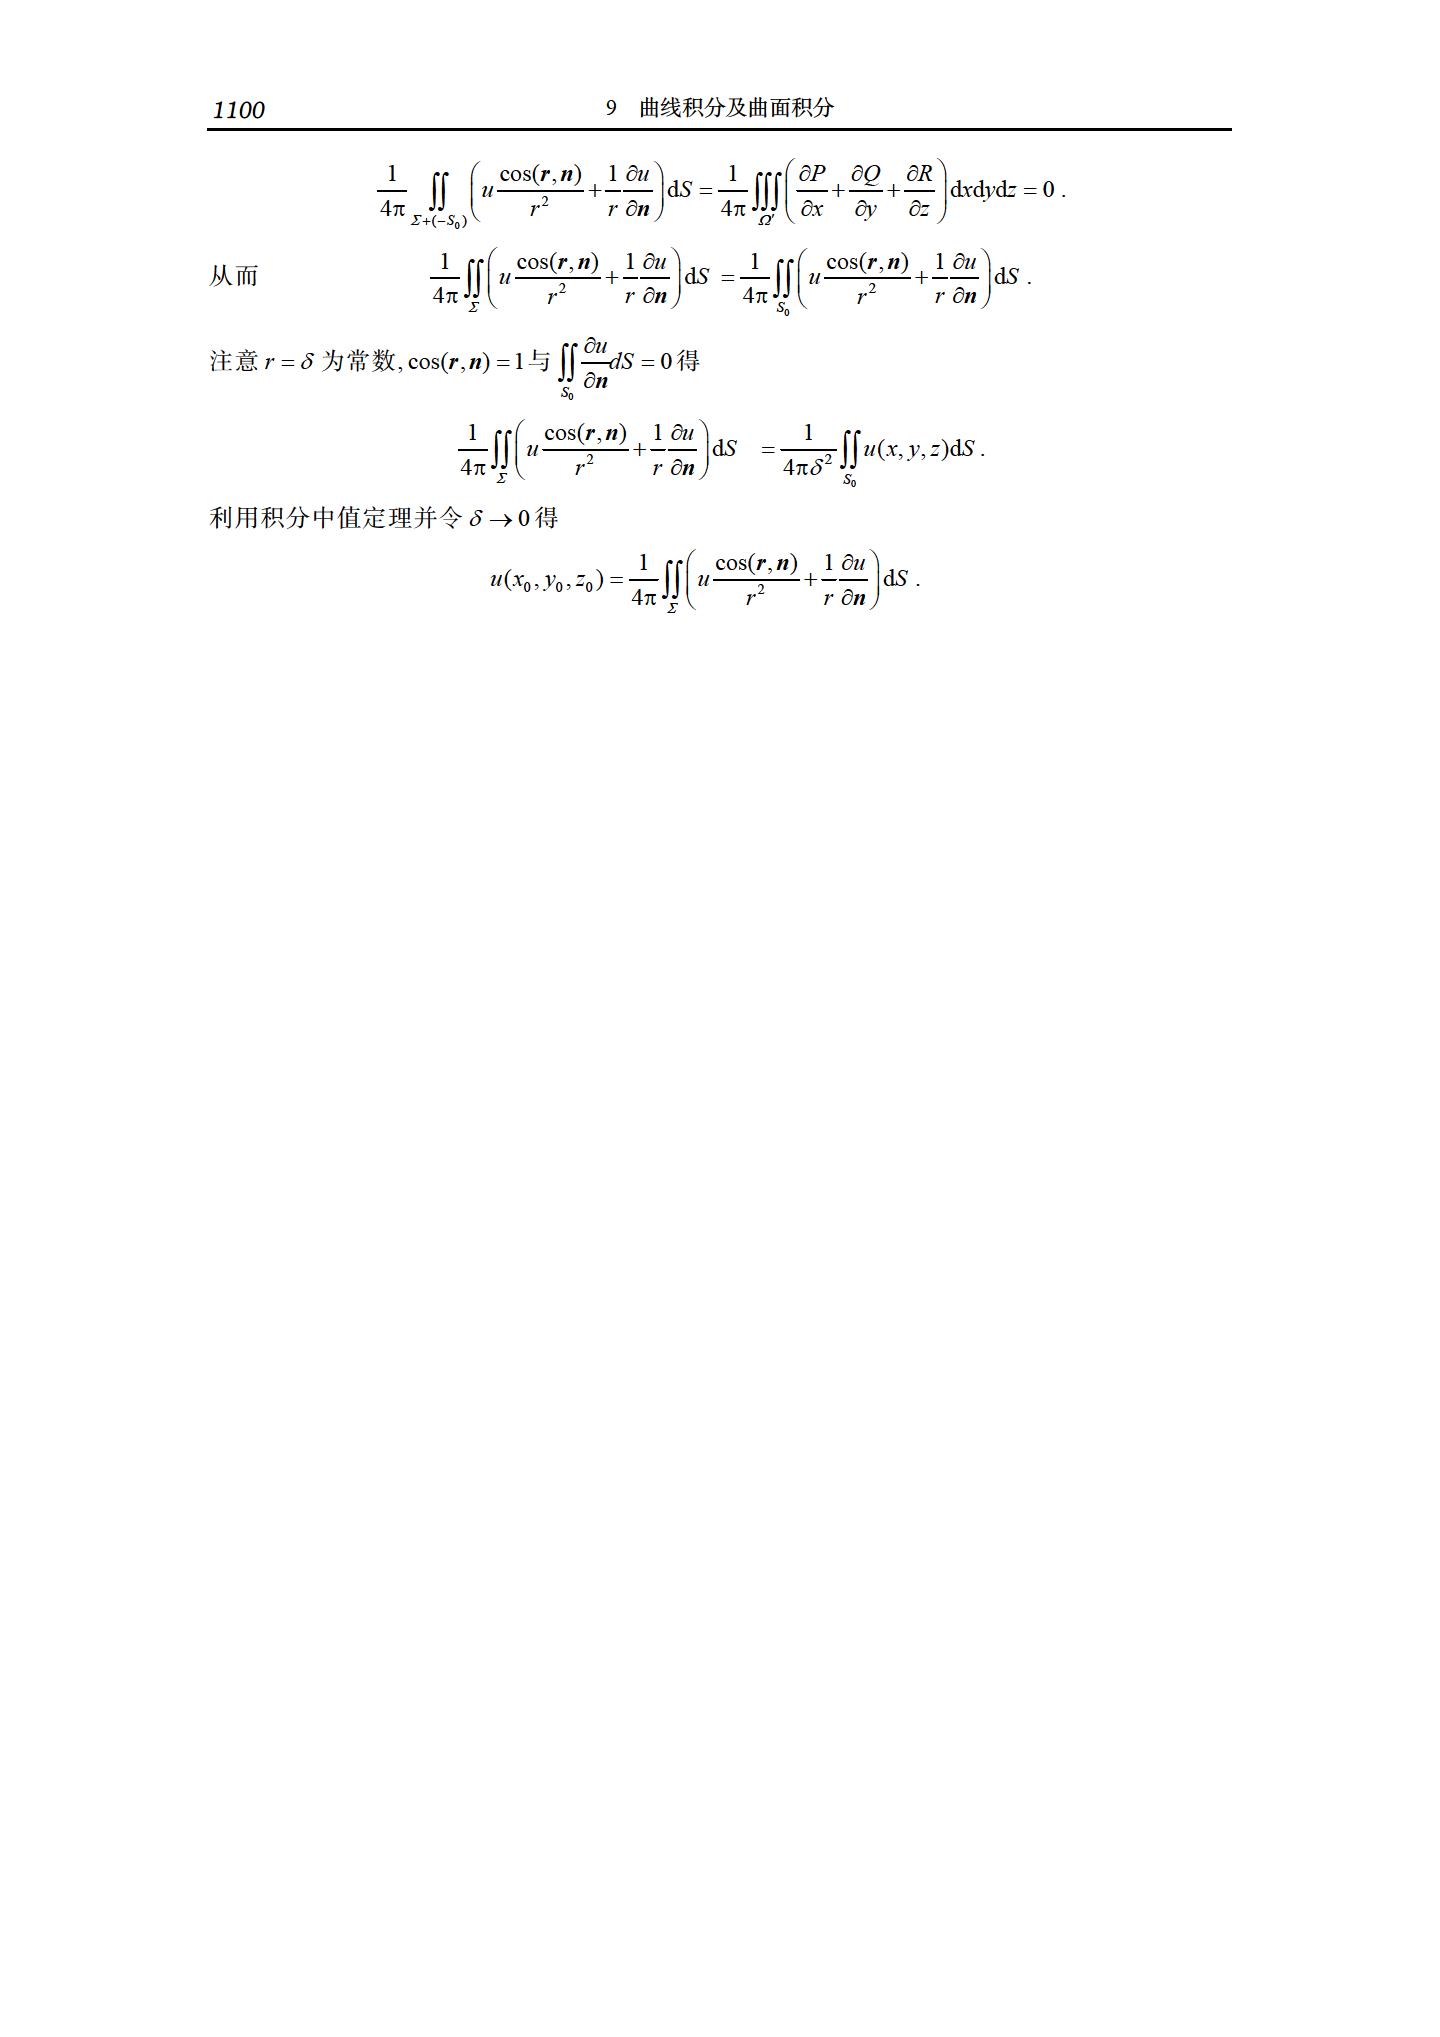 1100 9 曲线积分及曲面积分
$\frac{1}{4\pi}\iint\limits_{\Sigma+(-S_0)}\left(u\frac{\cos(\boldsymbol{r},\boldsymbol{n})}{r^2}+\frac{1}{r}\frac{\partial u}{\partial \boldsymbol{n}}\right)\mathrm{d}S=\frac{1}{4\pi}\iiint\limits_{\Omega'}\left(\frac{\partial P}{\partial x}+\frac{\partial Q}{\partial y}+\frac{\partial R}{\partial z}\right)\mathrm{d}x\mathrm{d}y\mathrm{d}z=0.$
从而 $\frac{1}{4\pi}\iint\limits_{\Sigma}\left(u\frac{\cos(\boldsymbol{r},\boldsymbol{n})}{r^2}+\frac{1}{r}\frac{\partial u}{\partial \boldsymbol{n}}\right)\mathrm{d}S=\frac{1}{4\pi}\iint\limits_{S_0}\left(u\frac{\cos(\boldsymbol{r},\boldsymbol{n})}{r^2}+\frac{1}{r}\frac{\partial u}{\partial \boldsymbol{n}}\right)\mathrm{d}S.$
注意 $r=\delta$ 为常数, $\cos(\boldsymbol{r},\boldsymbol{n})=1$ 与 $\iint\limits_{S_0}\frac{\partial u}{\partial \boldsymbol{n}}dS=0$ 得
$\frac{1}{4\pi}\iint\limits_{\Sigma}\left(u\frac{\cos(\boldsymbol{r},\boldsymbol{n})}{r^2}+\frac{1}{r}\frac{\partial u}{\partial \boldsymbol{n}}\right)\mathrm{d}S=\frac{1}{4\pi\delta^2}\iint\limits_{S_0}u(x,y,z)\mathrm{d}S.$
利用积分中值定理并令 $\delta\to 0$ 得
$u(x_0,y_0,z_0)=\frac{1}{4\pi}\iint\limits_{\Sigma}\left(u\frac{\cos(\boldsymbol{r},\boldsymbol{n})}{r^2}+\frac{1}{r}\frac{\partial u}{\partial \boldsymbol{n}}\right)\mathrm{d}S.$